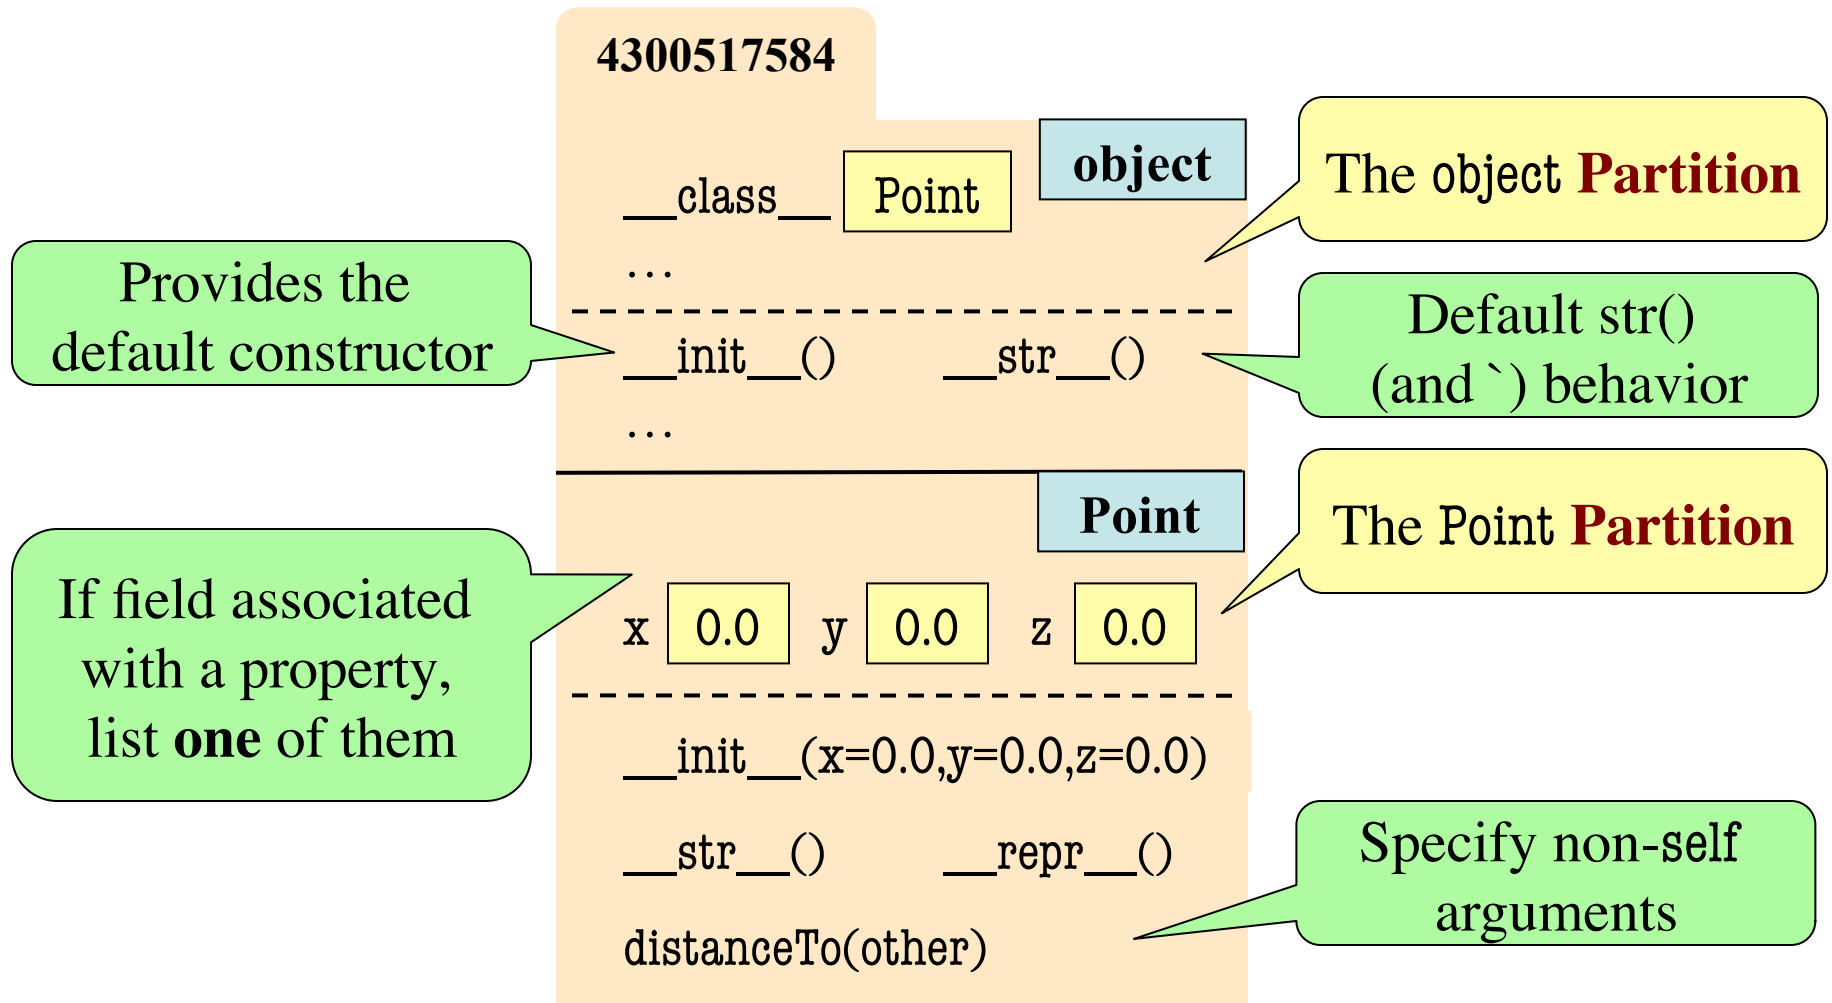 4300517584
object
__class__ Point
...
The object Partition
Provides the
default constructor
__init__() __str__()
...
Default str()
(and `) behavior
Point
The Point Partition
If field associated
with a property,
list one of them
x 0.0 y 0.0 z 0.0
__init__(x=0.0,y=0.0,z=0.0)
__str__() __repr__()
distanceTo(other)
Specify non-self
arguments